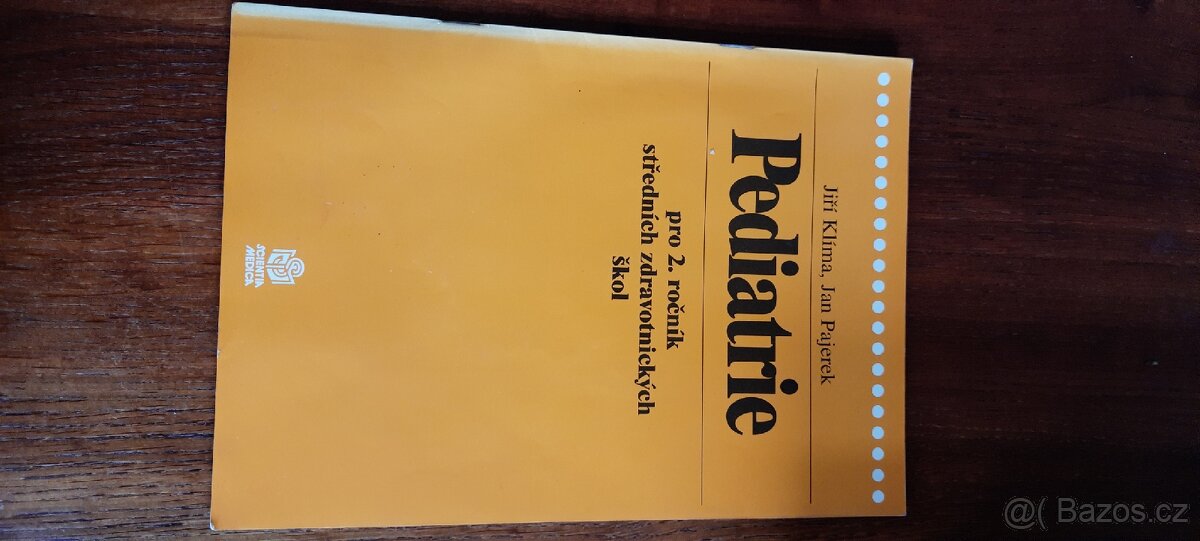 Jiří Klíma, Jan Pajerek
Pediatrie
pro 2. ročník
středních zdravotnických
škol
SCIENTIA
MEDICA
@( Bazos.cz